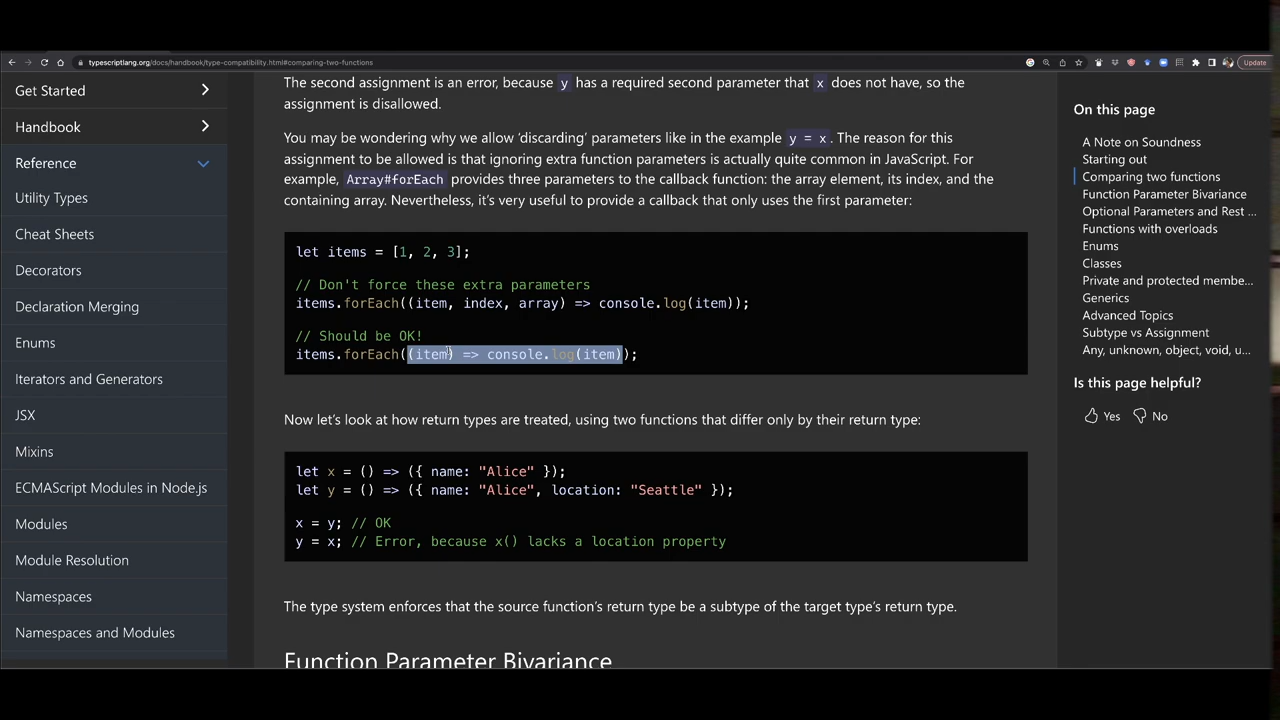 typescriptlang.org/docs/handbook/type-compatibility.html#comparing-two-functions
Update
Get Started
Handbook
Reference
Utility Types
Cheat Sheets
Decorators
Declaration Merging
Enums
Iterators and Generators
JSX
Mixins
ECMAScript Modules in Node.js
Modules
Module Resolution
Namespaces
Namespaces and Modules
The second assignment is an error, because y has a required second parameter that x does not have, so the
assignment is disallowed.
You may be wondering why we allow ‘discarding’ parameters like in the example y = x. The reason for this
assignment to be allowed is that ignoring extra function parameters is actually quite common in JavaScript. For
example, Array#forEach provides three parameters to the callback function: the array element, its index, and the
containing array. Nevertheless, it’s very useful to provide a callback that only uses the first parameter:
let items = [1, 2, 3];
// Don't force these extra parameters
items.forEach((item, index, array) => console.log(item));
// Should be OK!
items.forEach((item) => console.log(item));
Now let’s look at how return types are treated, using two functions that differ only by their return type:
let x = () => ({ name: "Alice" });
let y = () => ({ name: "Alice", location: "Seattle" });
x = y; // OK
y = x; // Error, because x() lacks a location property
The type system enforces that the source function’s return type be a subtype of the target type’s return type.
Function Parameter Bivariance
On this page
A Note on Soundness
Starting out
Comparing two functions
Function Parameter Bivariance
Optional Parameters and Rest ...
Functions with overloads
Enums
Classes
Private and protected membe...
Generics
Advanced Topics
Subtype vs Assignment
Any, unknown, object, void, u...
Is this page helpful?
Yes
No